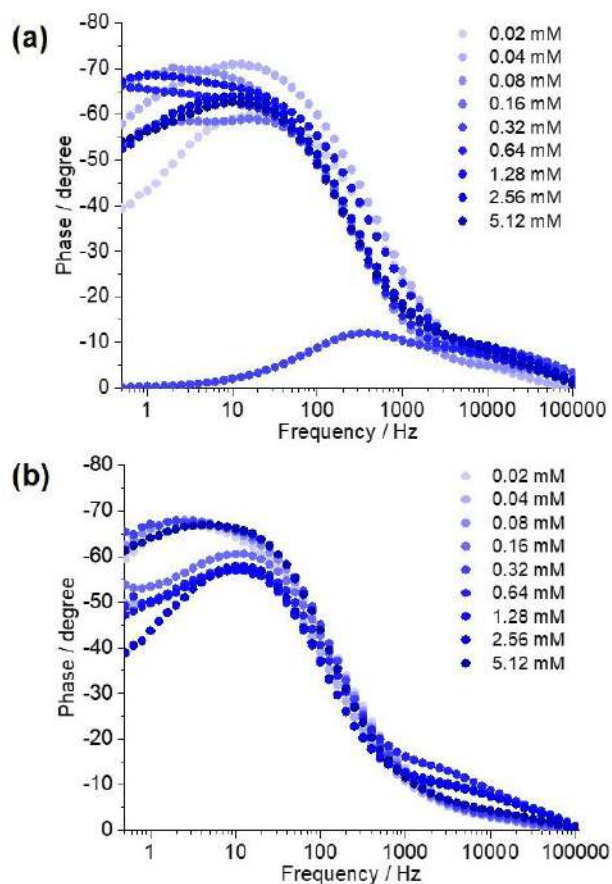 (a)
-80
-70
-60
-50
-40
-30
-20
-10
0
Phase / degree
1 10 100 1000 10000 100000
Frequency / Hz
0.02 mM
0.04 mM
0.08 mM
0.16 mM
0.32 mM
0.64 mM
1.28 mM
2.56 mM
5.12 mM
(b)
-80
-70
-60
-50
-40
-30
-20
-10
0
Phase / degree
1 10 100 1000 10000 100000
Frequency / Hz
0.02 mM
0.04 mM
0.08 mM
0.16 mM
0.32 mM
0.64 mM
1.28 mM
2.56 mM
5.12 mM